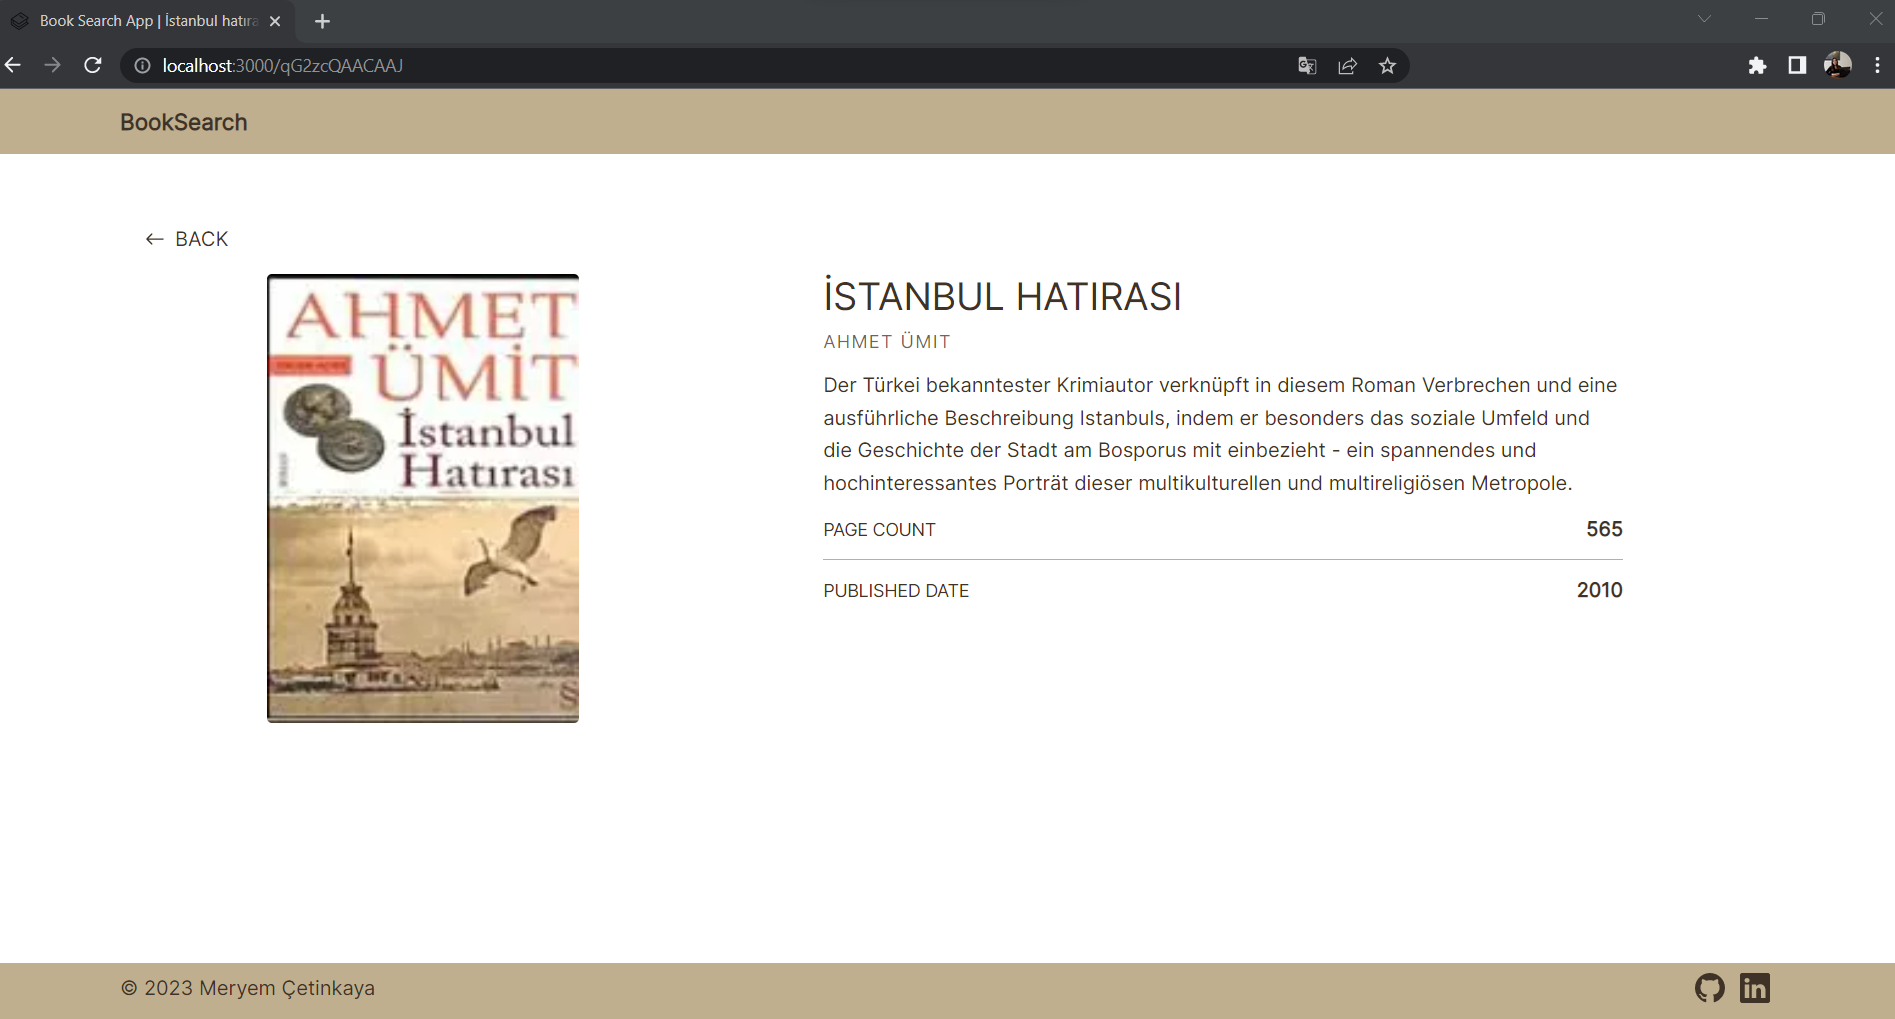 Book Search App | İstanbul hatıra
localhost:3000/qG2zcQAACAAJ
BookSearch
← BACK
AHMET
ÜMİT
İstanbul
Hatırası
İSTANBUL HATIRASI
AHMET ÜMIT
Der Türkei bekanntester Krimiautor verknüpft in diesem Roman Verbrechen und eine
ausführliche Beschreibung Istanbuls, indem er besonders das soziale Umfeld und
die Geschichte der Stadt am Bosporus mit einbezieht - ein spannendes und
hochinteressantes Porträt dieser multikulturellen und multireligiösen Metropole.
PAGE COUNT 565
PUBLISHED DATE 2010
© 2023 Meryem Çetinkaya
in